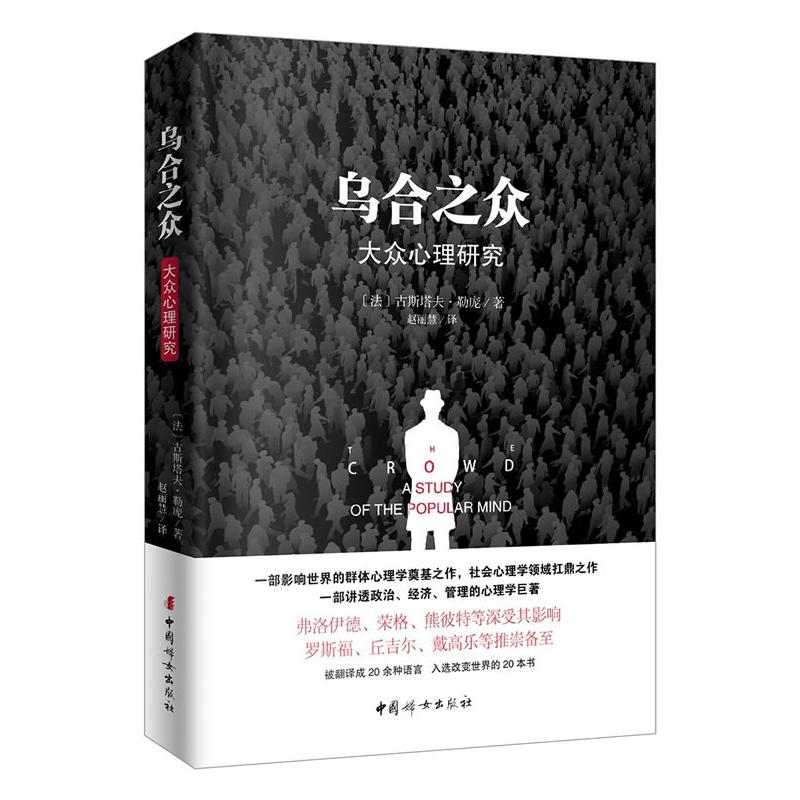 乌合之众
大众心理研究
〔法〕古斯塔夫·勒庞/著
赵丽慧/译
THE
CROWD
A STUDY
OF THE POPULAR MIND
一部影响世界的群体心理学奠基之作，社会心理学领域扛鼎之作
一部讲透政治、经济、管理的心理学巨著
弗洛伊德、荣格、熊彼特等深受其影响
罗斯福、丘吉尔、戴高乐等推崇备至
被翻译成20余种语言 入选改变世界的20本书
中国妇女出版社
乌合之众
大众心理研究
〔法〕古斯塔夫·勒庞/著
赵丽慧/译
中国妇女出版社